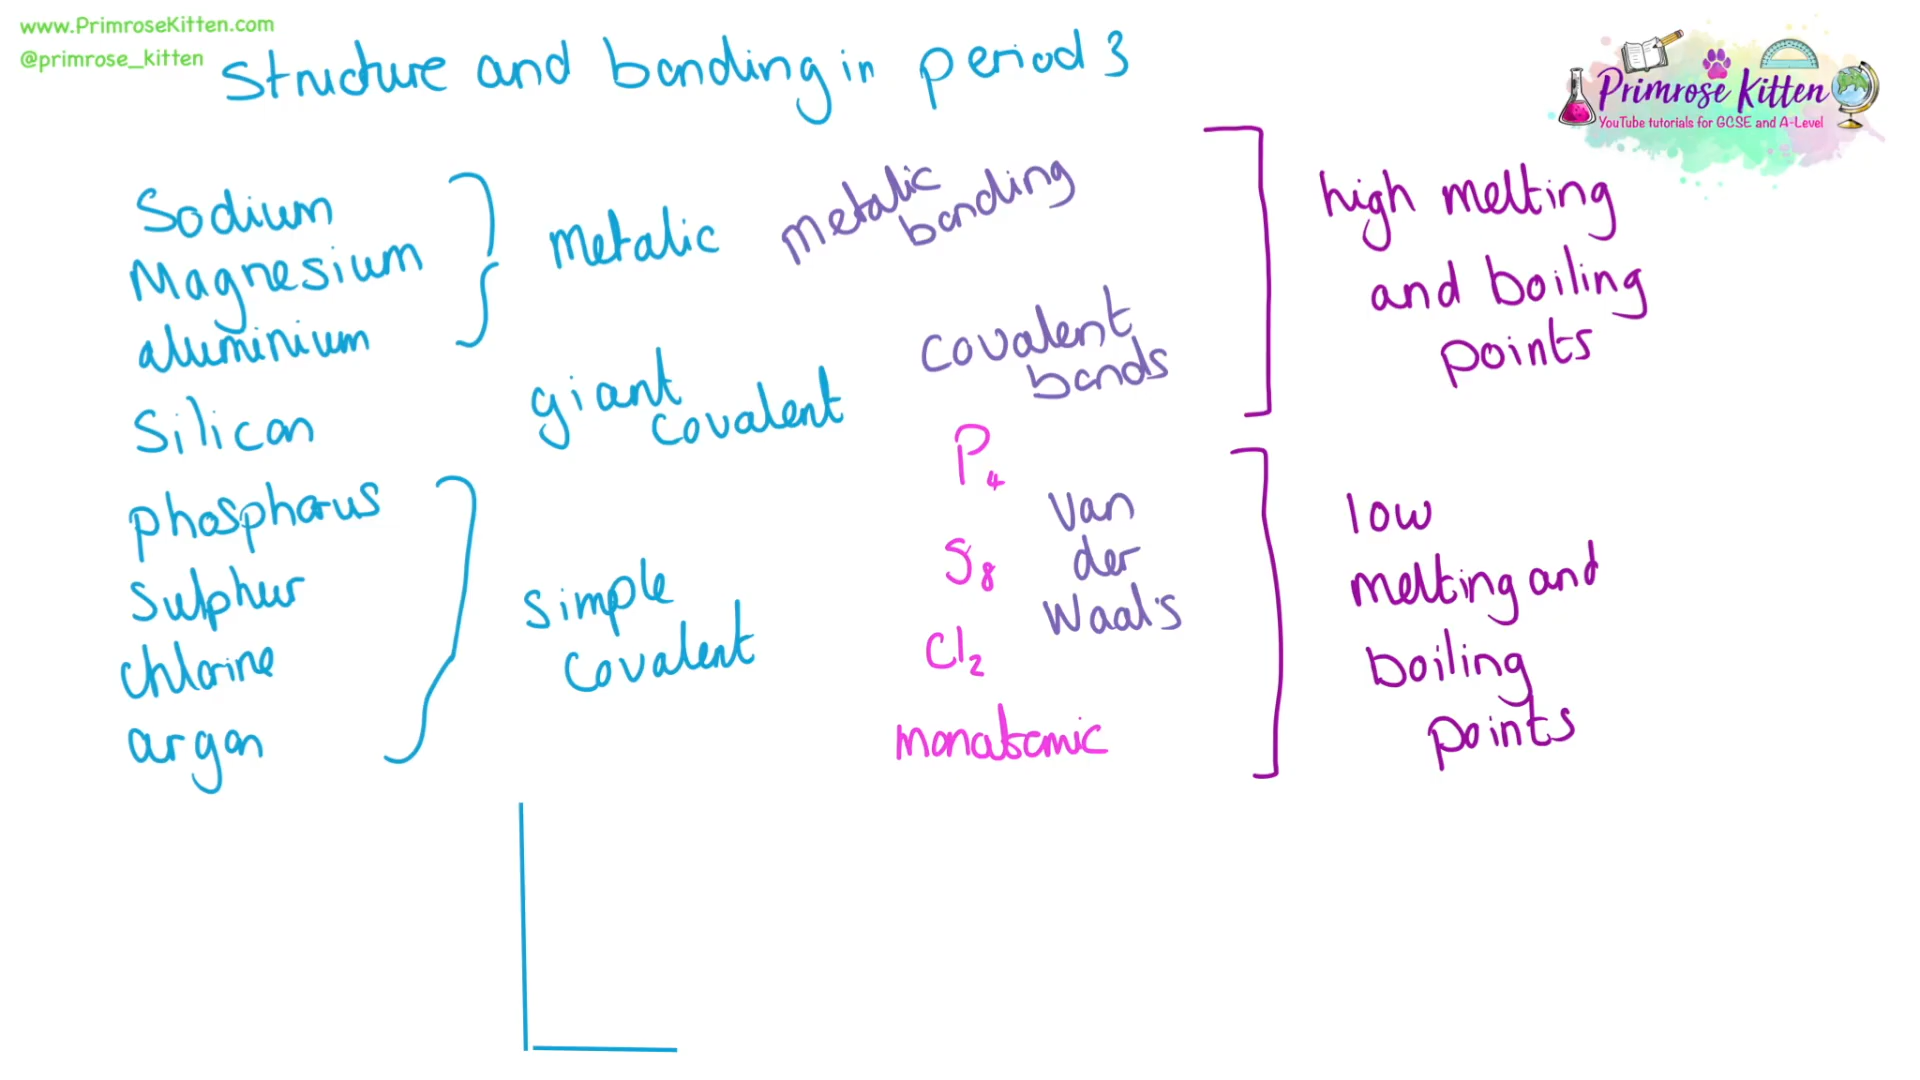 www.PrimroseKitten.com
@primrose_kitten
Structure and bonding in period 3
Primrose Kitten
YouTube tutorials for GCSE and A-Level
Sodium
Magnesium
aluminium
Silicon
phosphorus
Sulphur
chlorine
argon
Metalic
giant
covalent
simple
covalent
metalic
bonding
covalent
bonds
P4
S8
Cl2
monatomic
Van
der
Waal's
high melting
and boiling
points
low
melting and
boiling
points